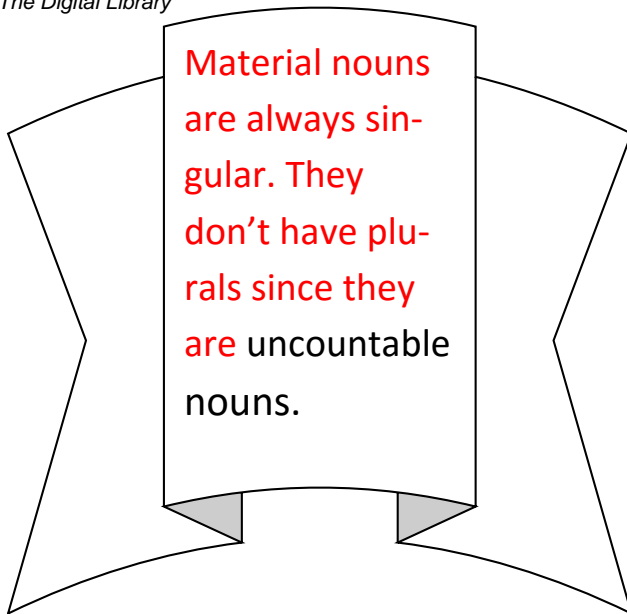 The Digital Library
Material nouns
are always sin-
gular. They
don't have plu-
rals since they
are uncountable
nouns.